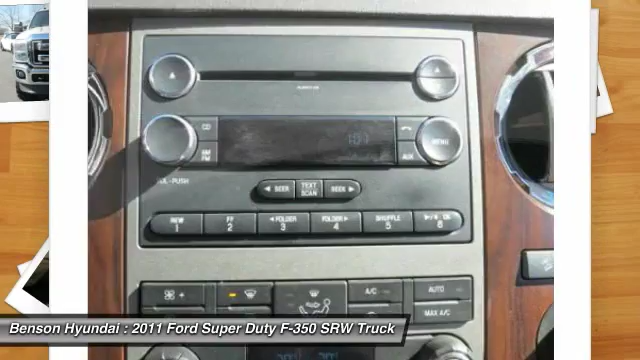 CD
AM
FM
MENU
AUX
VOL-PUSH
◄ SEEK
TEXT
SCAN
SEEK ►
REW
1
FF
2
◄FOLDER
3
FOLDER►
4
SHUFFLE
5
6
A/C
AUTO
MAX A/C
Benson Hyundai : 2011 Ford Super Duty F-350 SRW Truck